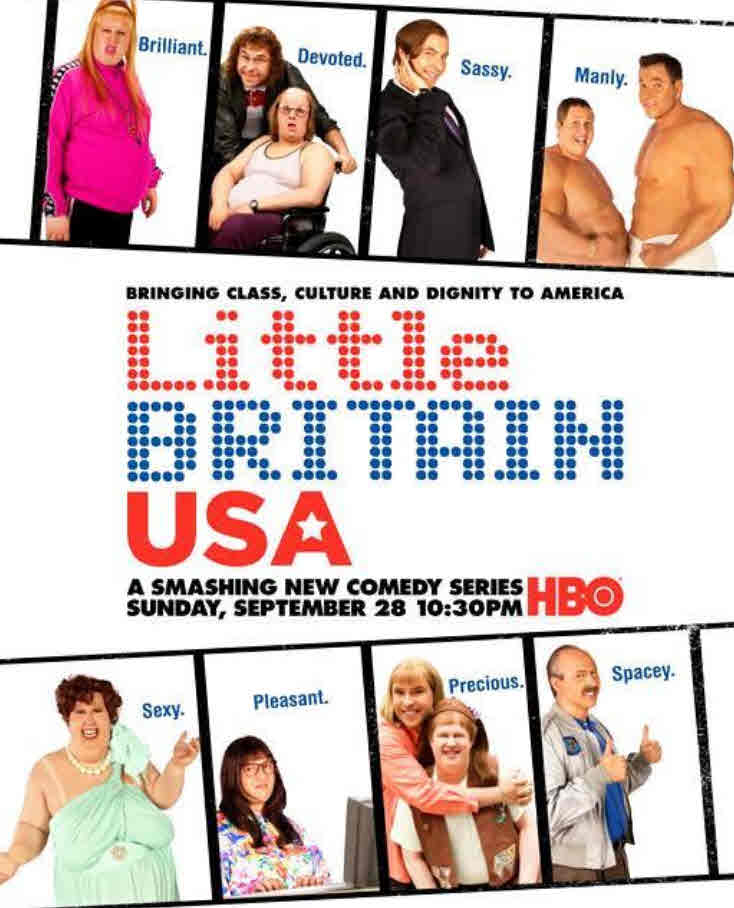 Brilliant.
Devoted.
Sassy.
Manly.
BRINGING CLASS, CULTURE AND DIGNITY TO AMERICA
Little
BRITAIN
USA
A SMASHING NEW COMEDY SERIES
SUNDAY, SEPTEMBER 28 10:30PM
HBO
Sexy.
Pleasant.
Precious.
Spacey.